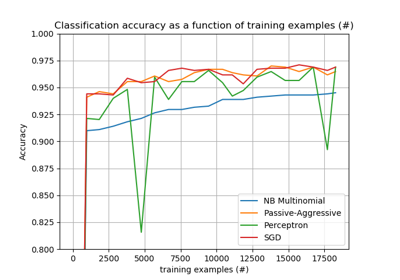 Classification accuracy as a function of training examples (#)
1.000
0.975
0.950
0.925
0.900
0.875
0.850
0.825
0.800
Accuracy
NB Multinomial
Passive-Aggressive
Perceptron
SGD
0 2500 5000 7500 10000 12500 15000 17500
training examples (#)